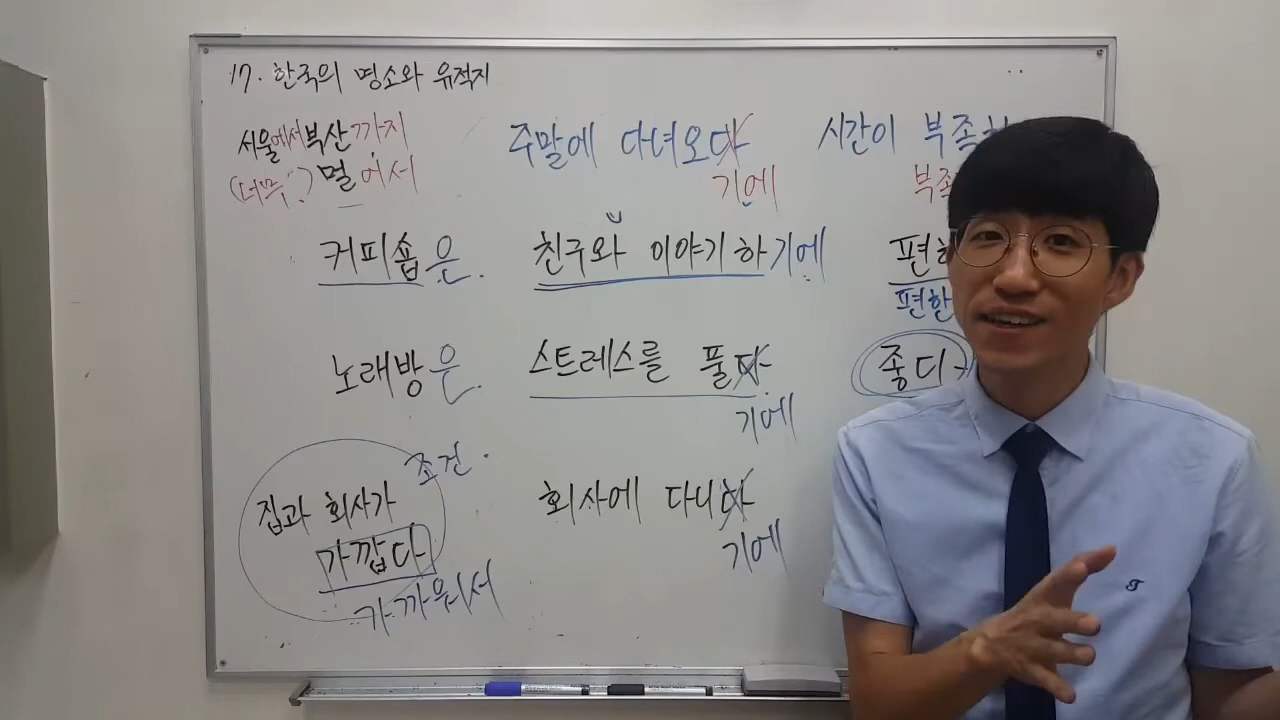 17. 한국의 명소와 유적지
서울에서 부산까지 주말에 다녀오다 시간이 부족하
(너무.) 멀어서 기에 부족
커피숍은. 친구와 이야기하기에 편하
편할
노래방은. 스트레스를 풀다 좋다
기에
조건.
집과 회사가 회사에 다니다
가깝다 기에
가까워서